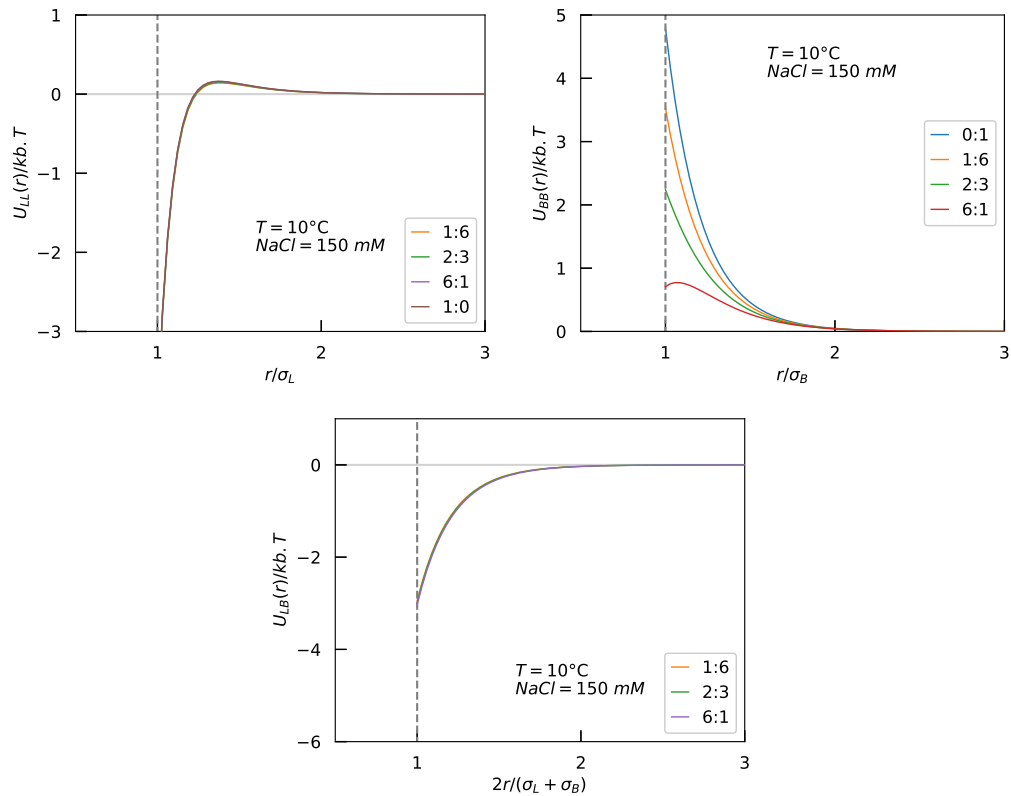 1
0
−1
−2
−3
U_LL(r)/kb.T
T = 10°C
NaCl = 150 mM
1:6
2:3
6:1
1:0
1 2 3
r/σ_L
5
4
3
2
1
0
U_BB(r)/kb.T
T = 10°C
NaCl = 150 mM
0:1
1:6
2:3
6:1
1 2 3
r/σ_B
0
−2
−4
−6
U_LB(r)/kb.T
T = 10°C
NaCl = 150 mM
1:6
2:3
6:1
1 2 3
2r/(σ_L + σ_B)